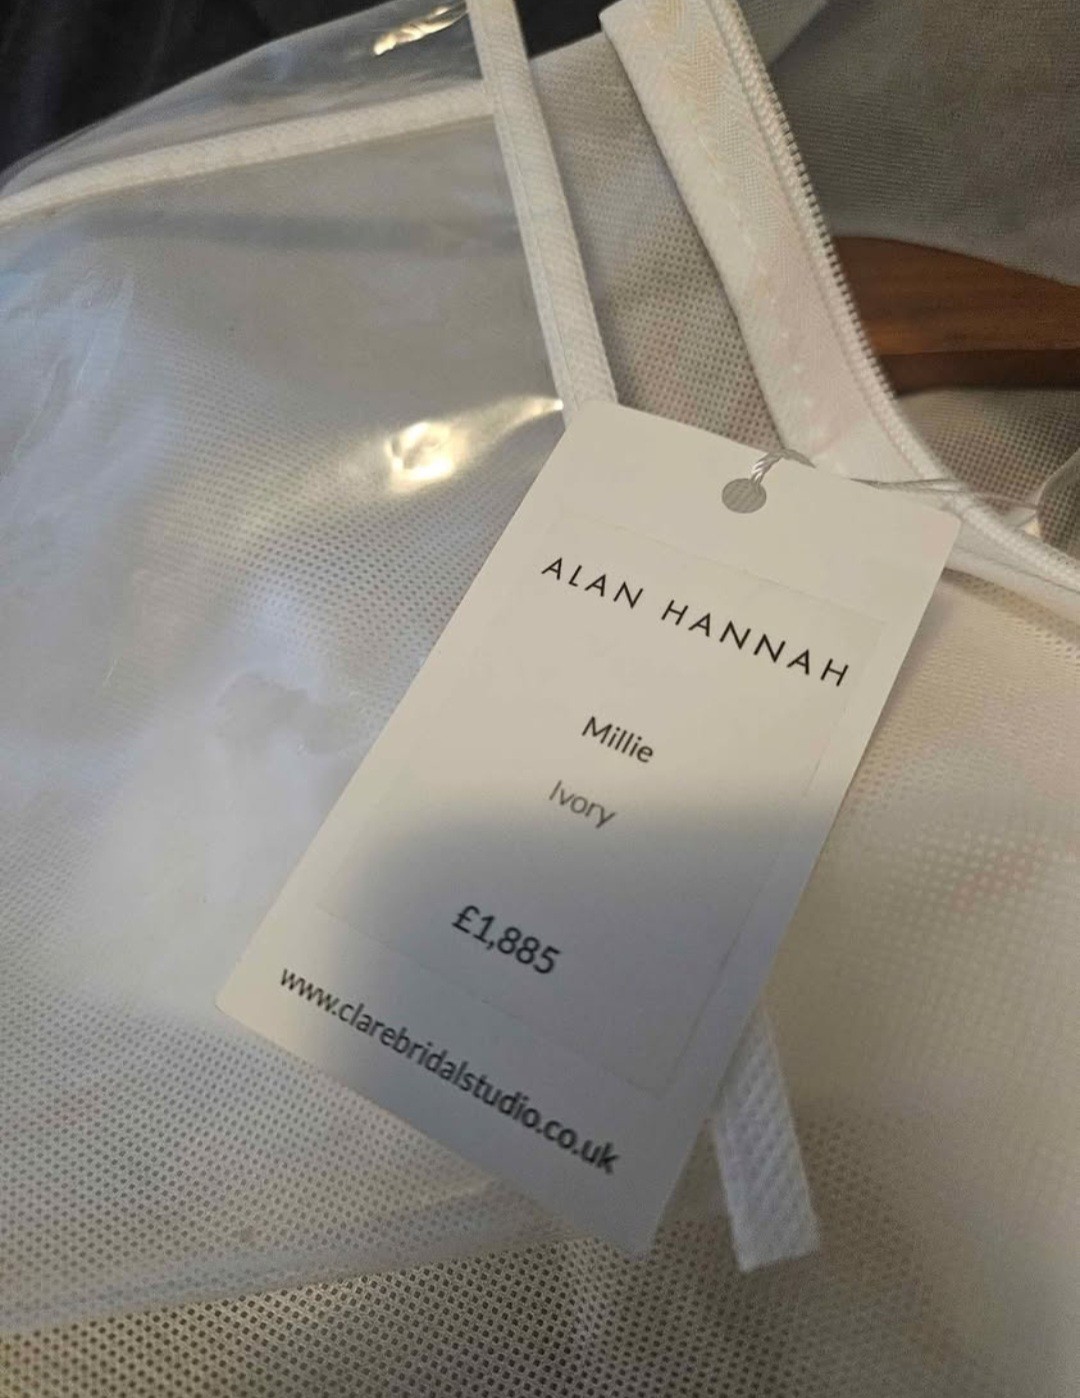 ALAN HANNAH
Millie
Ivory
£1,885
www.clarebridalstudio.co.uk